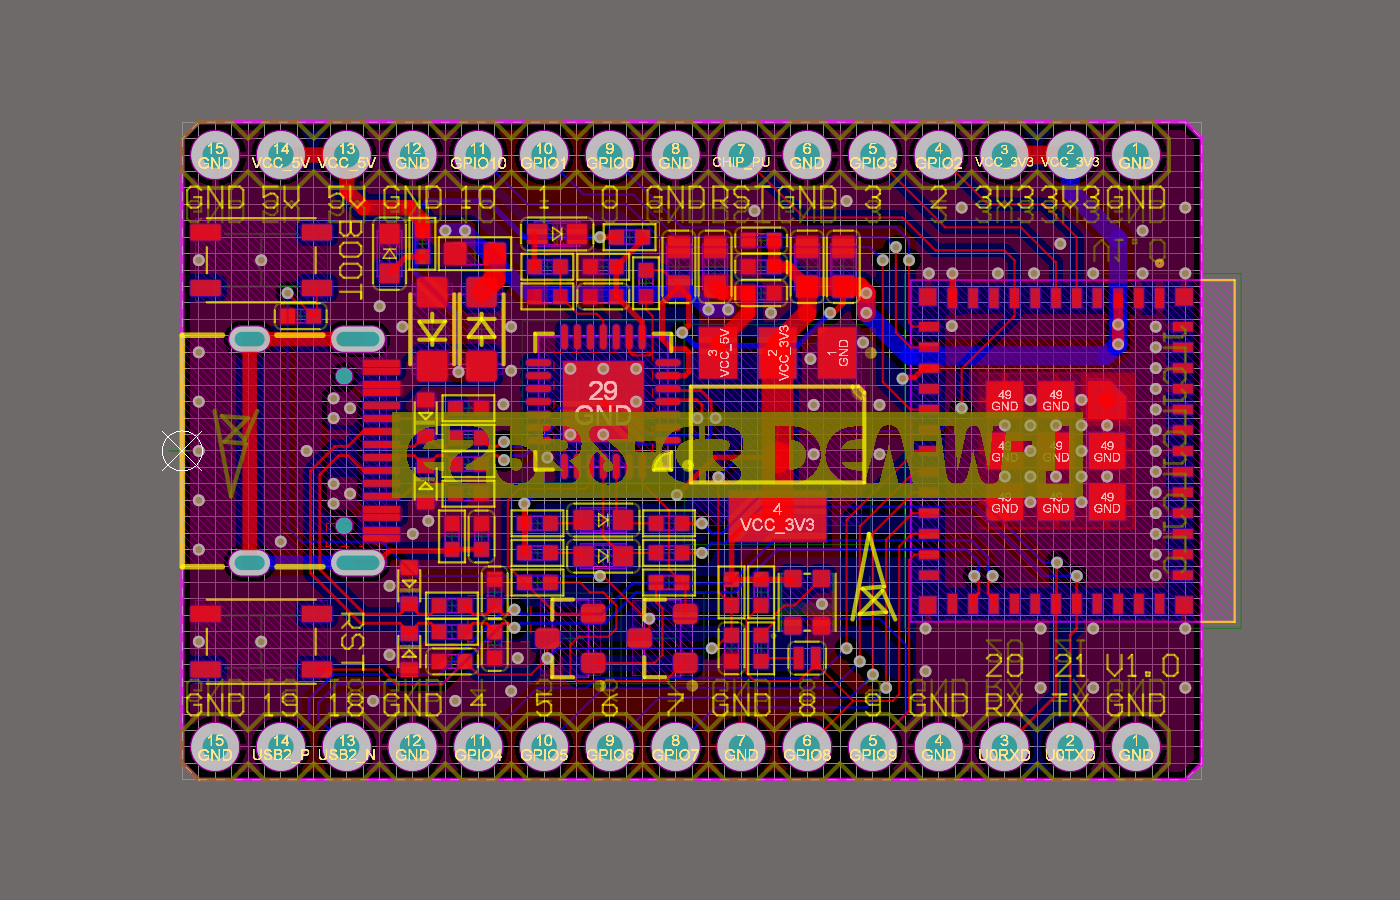 15 14 13 12 11 10 9 8 7 6 5 4 3 2 1
GND VCC_5V VCC_5V GND GPIO10 GPIO1 GPIO0 GND CHIP_PU GND GPIO3 GPIO2 VCC_3V3 VCC_3V3 GND
GND 5V 5V GND 10 1 0 GND RST GND 3 2 3V3 3V3 GND
BOOT
3
VCC_5V
2
VCC_3V3
1
GND
29
GND
49 49
GND GND
49 49 49
GND GND GND
49 49 49
GND GND GND
4
VCC_3V3
RST
20 21 V1.0
GND 19 18 GND 4 5 6 7 GND 8 9 GND RX TX GND
15 14 13 12 11 10 9 8 7 6 5 4 3 2 1
GND USB2_P USB2_N GND GPIO4 GPIO5 GPIO6 GPIO7 GND GPIO8 GPIO9 GND U0RXD U0TXD GND